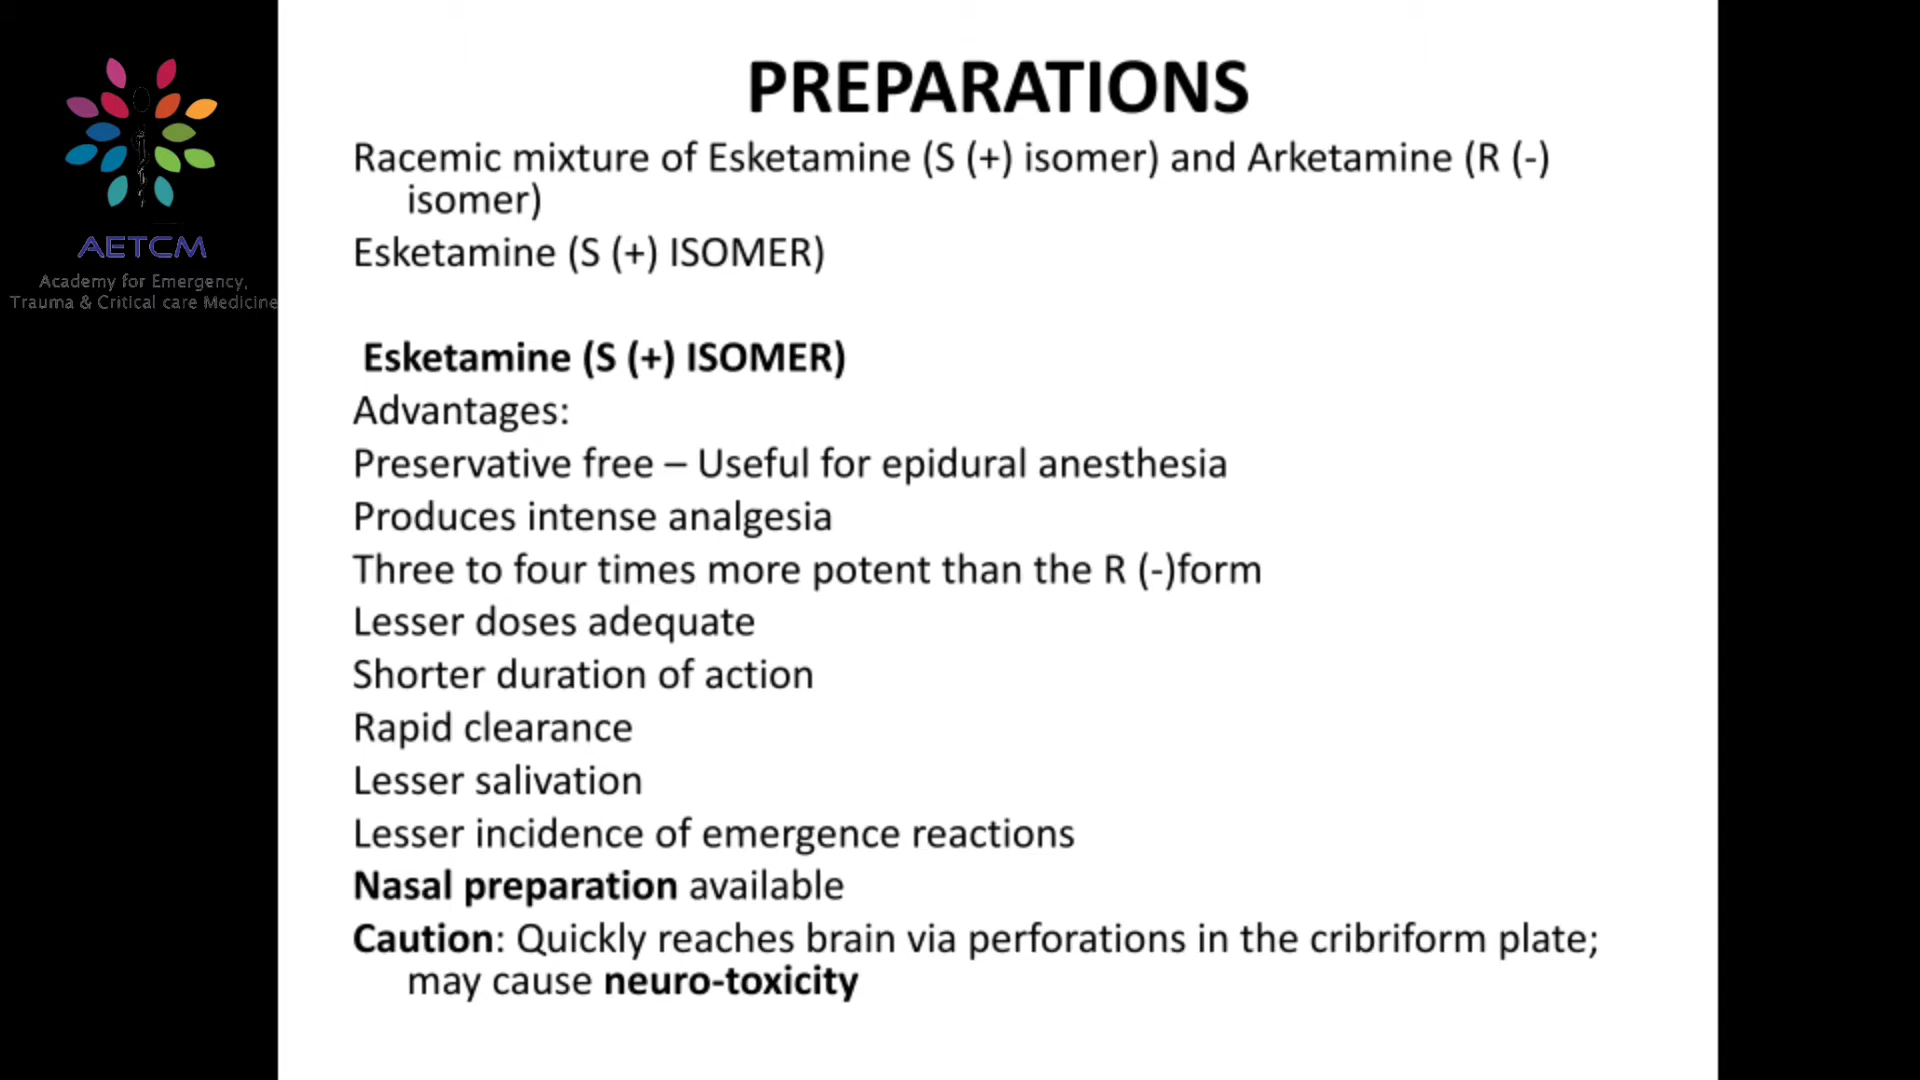 AETCM
Academy for Emergency,
Trauma & Critical care Medicine
PREPARATIONS
Racemic mixture of Esketamine (S (+) isomer) and Arketamine (R (-)
isomer)
Esketamine (S (+) ISOMER)
Esketamine (S (+) ISOMER)
Advantages:
Preservative free – Useful for epidural anesthesia
Produces intense analgesia
Three to four times more potent than the R (-)form
Lesser doses adequate
Shorter duration of action
Rapid clearance
Lesser salivation
Lesser incidence of emergence reactions
Nasal preparation available
Caution: Quickly reaches brain via perforations in the cribriform plate;
may cause neuro-toxicity